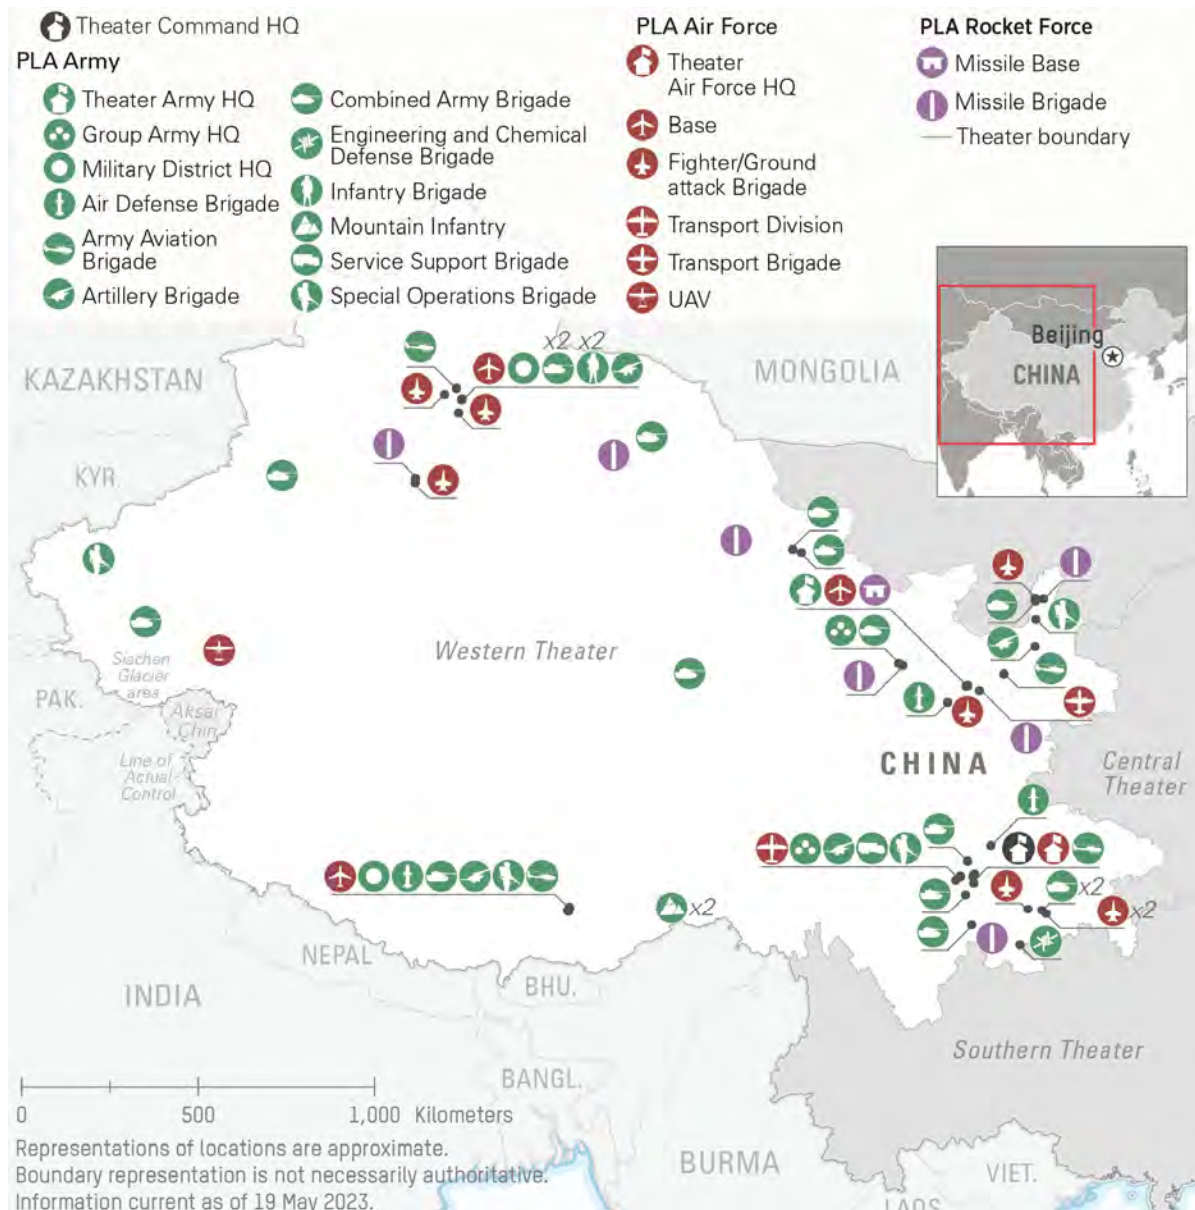 Theater Command HQ
PLA Army
Theater Army HQ
Group Army HQ
Military District HQ
Air Defense Brigade
Army Aviation
Brigade
Artillery Brigade
Combined Army Brigade
Engineering and Chemical
Defense Brigade
Infantry Brigade
Mountain Infantry
Service Support Brigade
Special Operations Brigade
PLA Air Force
Theater
Air Force HQ
Base
Fighter/Ground
attack Brigade
Transport Division
Transport Brigade
UAV
PLA Rocket Force
Missile Base
Missile Brigade
Theater boundary
Beijing
CHINA
x2 x2
KAZAKHSTAN
MONGOLIA
KYR.
Western Theater
Siachen
Glacier
area
PAK.
Aksai
Chin
Line of
Actual
Control
CHINA
Central
Theater
x2
x2
x2
NEPAL
BHU.
INDIA
Southern Theater
BANGL.
0 500 1,000 Kilometers
BURMA
VIET.
LAOS
Representations of locations are approximate.
Boundary representation is not necessarily authoritative.
Information current as of 19 May 2023.